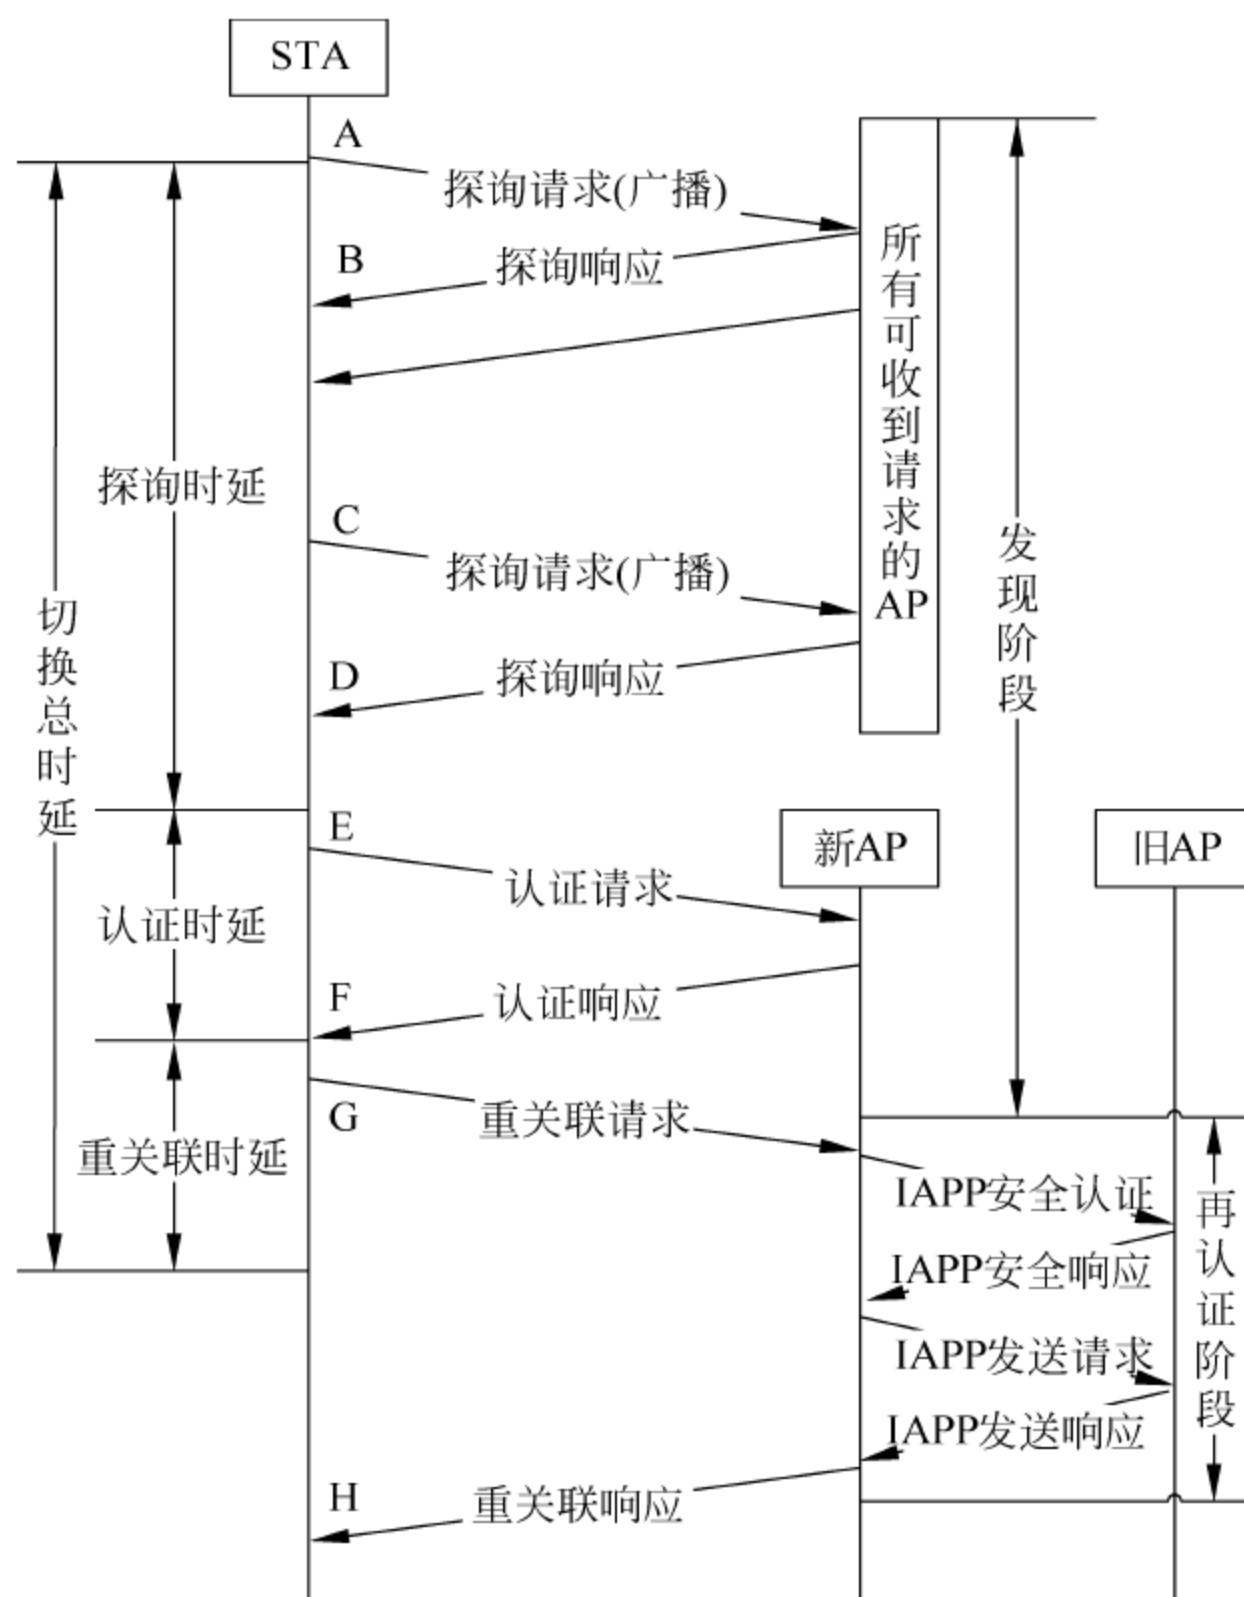 STA
A
探询请求(广播)
B
探询响应
所有可收到请求的AP
探询时延
C
探询请求(广播)
发现阶段
切换总时延
D
探询响应
E
新AP
旧AP
认证请求
认证时延
F
认证响应
G
重关联请求
重关联时延
IAPP安全认证
再认证阶段
IAPP安全响应
IAPP发送请求
IAPP发送响应
H
重关联响应